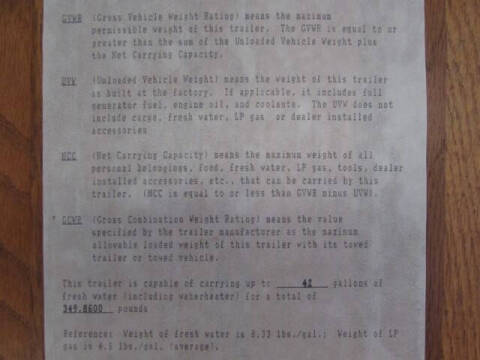 GVWR (Gross Vehicle Weight Rating) means the maximum
permissable weight of this trailer. The GVWR is equal to or
greater than the sum of the Unloaded Vehicle Weight plus
the Net Carrying Capacity.
UVW (Unloaded Vehicle Weight) means the weight of this trailer
as built at the factory. If applicable, it includes full
generator fuel, engine oil, and coolants. The UVW does not
include cargo, fresh water, LP gas or dealer installed
accessories
NCC (Net Carrying Capacity) means the maximum weight of all
personal belongings, food, fresh water, LP gas, tools, dealer
installed accessories, etc., that can be carried by this
trailer. (NCC is equal to or less than GVWR minus UVW).
GCWR (Gross Combination Weight Rating) means the value
specified by the trailer manufacturer as the maximum
allowable loaded weight of this trailer with its towed
trailer or towed vehicle.
This trailer is capable of carrying up to 42 gallons of
fresh water (including waterheater) for a total of
349.8600 pounds
Reference: Weight of fresh water is 8.33 lbs./gal.; Weight of LP
gas is 4.5 lbs./gal. (average).